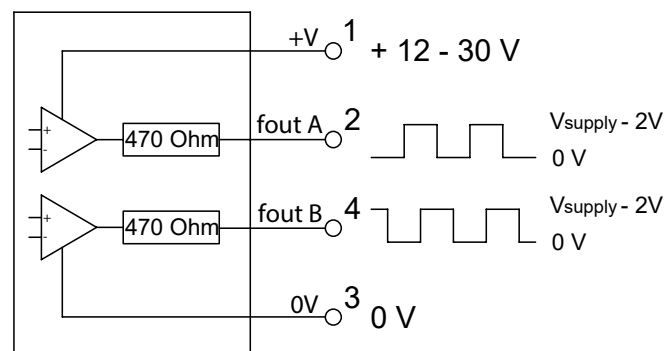 +V 1 + 12 - 30 V
+
-
470 Ohm fout A 2 Vsupply - 2V
0 V
+
-
470 Ohm fout B 4 Vsupply - 2V
0 V
0V 3 0 V